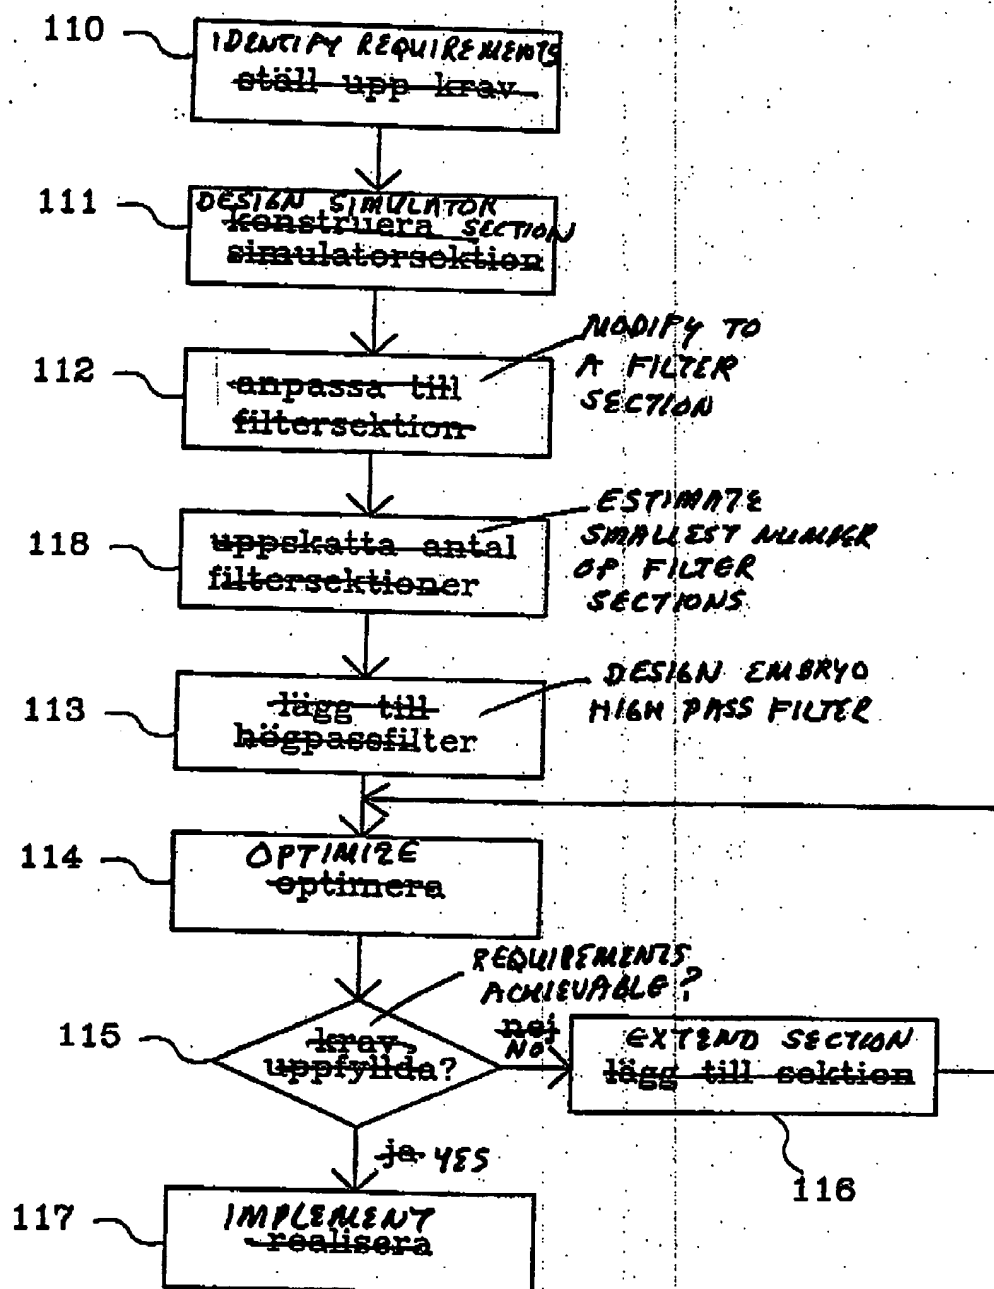 110
IDENTIFY REQUIREMENTS
ställ upp krav
111
DESIGN SIMULATOR
konstruera SECTION
simulatorsektion
112
anpassa till
filtersektion
MODIFY TO
A FILTER
SECTION
118
uppskatta antal
filtersektioner
ESTIMATE
SMALLEST NUMBER
OF FILTER
SECTIONS
113
lägg till
högpassfilter
DESIGN EMBRYO
HIGH PASS FILTER
114
OPTIMIZE
optimera
REQUIREMENTS
ACHIEVABLE?
115
krav
uppfyllda?
nej
NO
EXTEND SECTION
lägg till sektion
116
ja YES
117
IMPLEMENT
realisera